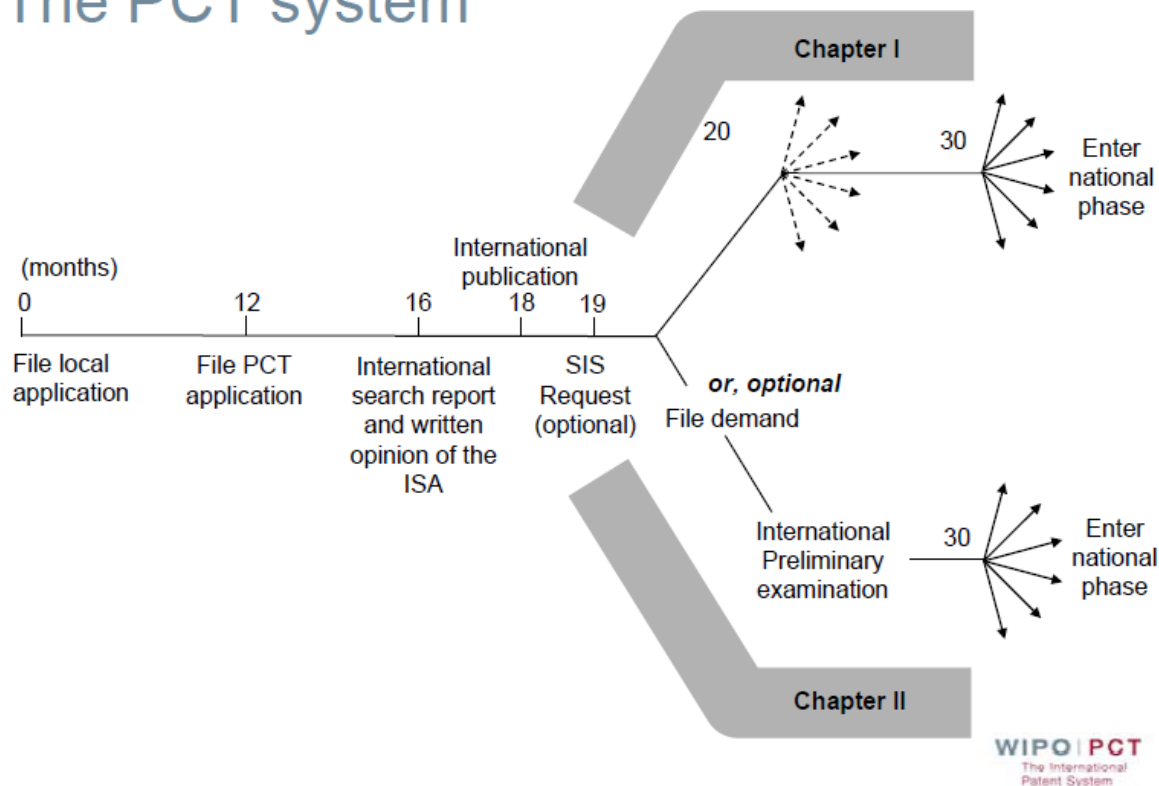 The PCT system
Chapter I
20
30
Enter
national
phase
International
publication
(months)
0
12
16
18
19
File local
application
File PCT
application
International
search report
and written
opinion of the
ISA
SIS
Request
(optional)
or, optional
File demand
International
Preliminary
examination
30
Enter
national
phase
Chapter II
WIPO | PCT
The International
Patent System